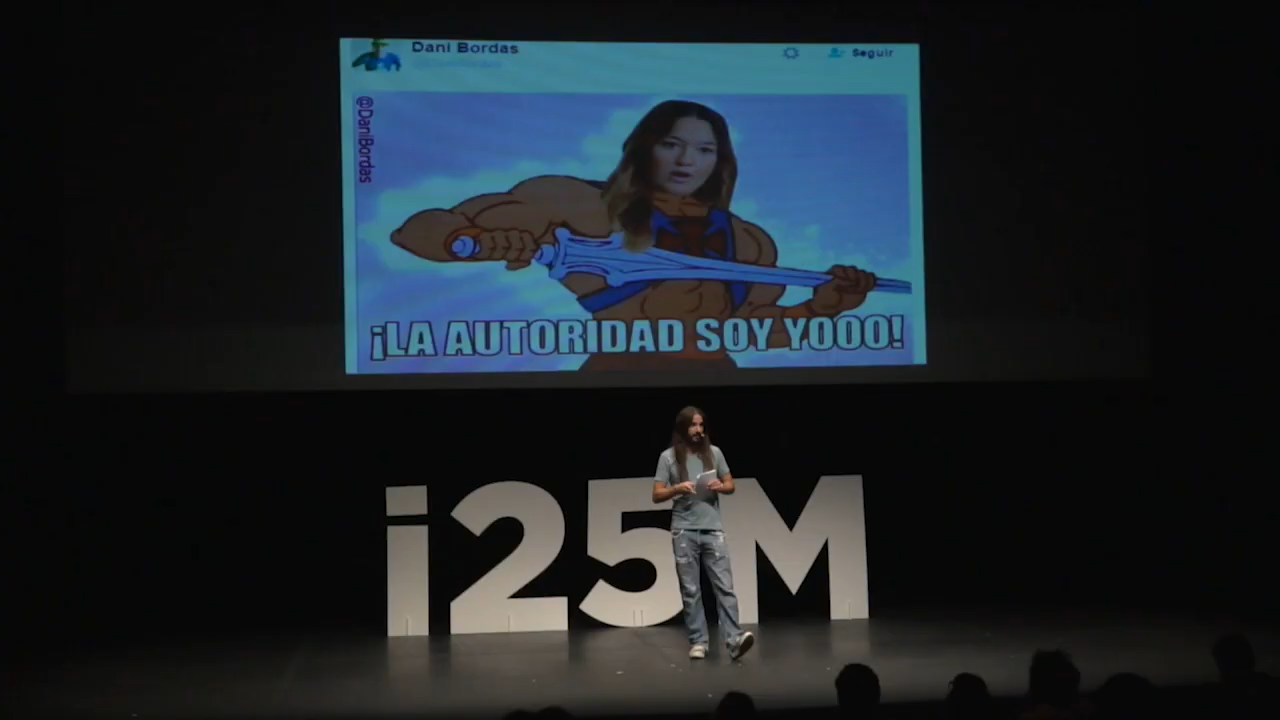 Dani Bordas
Seguir
@DaniBordas
¡LA AUTORIDAD SOY YOOO!
i25M